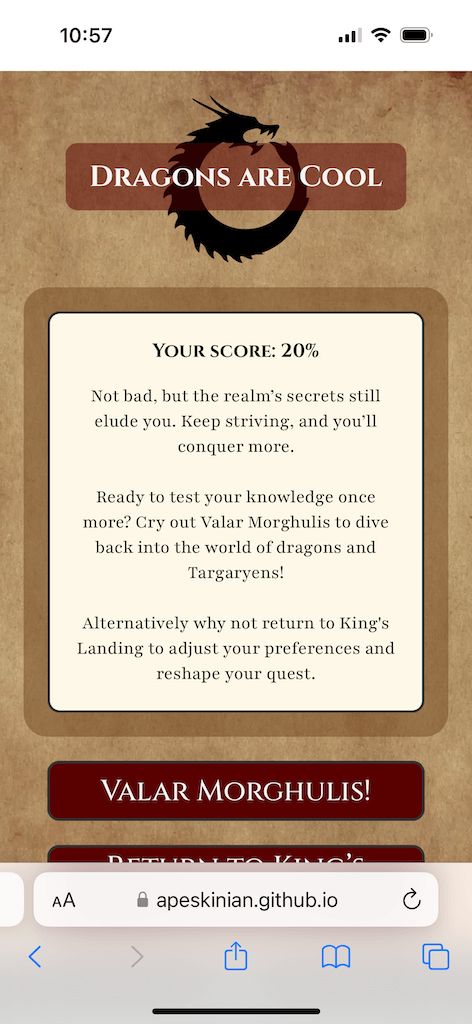 10:57
Dragons are Cool
Your score: 20%
Not bad, but the realm’s secrets still
elude you. Keep striving, and you’ll
conquer more.
Ready to test your knowledge once
more? Cry out Valar Morghulis to dive
back into the world of dragons and
Targaryens!
Alternatively why not return to King's
Landing to adjust your preferences and
reshape your quest.
Valar Morghulis!
Return to King’s
AA
apeskinian.github.io